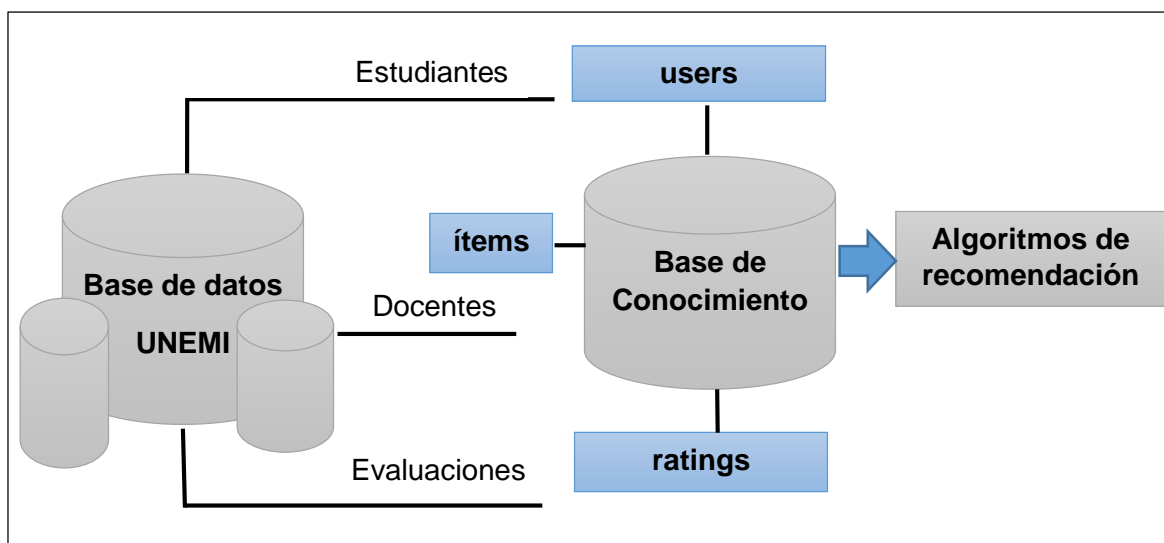 Estudiantes
users
ítems
Base de datos
UNEMI
Docentes
Base de
Conocimiento
Algoritmos de
recomendación
Evaluaciones
ratings